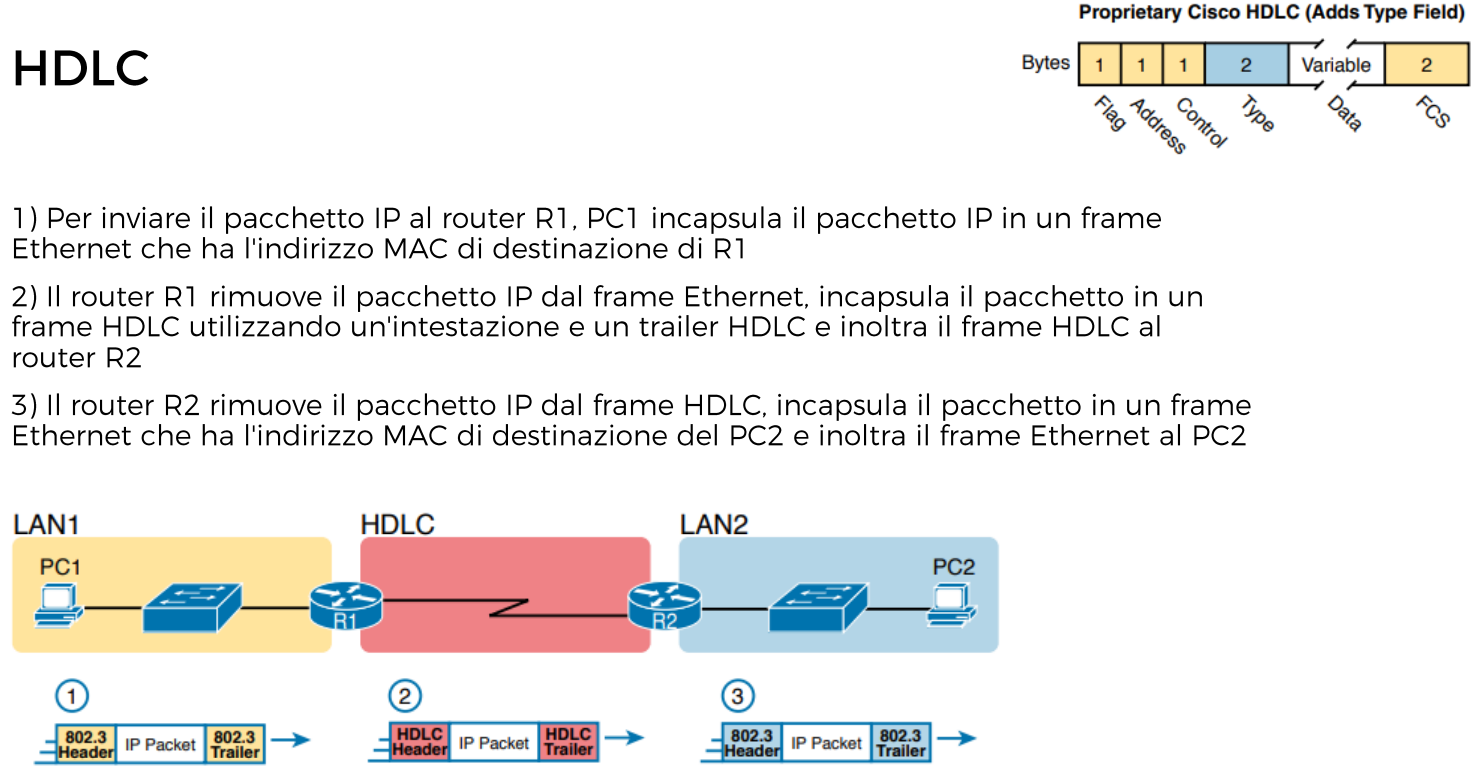 Proprietary Cisco HDLC (Adds Type Field)
HDLC
Bytes 1 1 1 2 Variable 2
Flag Address Control Type Data FCS
1) Per inviare il pacchetto IP al router R1, PC1 incapsula il pacchetto IP in un frame
Ethernet che ha l'indirizzo MAC di destinazione di R1
2) Il router R1 rimuove il pacchetto IP dal frame Ethernet, incapsula il pacchetto in un
frame HDLC utilizzando un'intestazione e un trailer HDLC e inoltra il frame HDLC al
router R2
3) Il router R2 rimuove il pacchetto IP dal frame HDLC, incapsula il pacchetto in un frame
Ethernet che ha l'indirizzo MAC di destinazione del PC2 e inoltra il frame Ethernet al PC2
LAN1 HDLC LAN2
PC1 PC2
R1 R2
1 2 3
802.3 Header IP Packet 802.3 Trailer
HDLC Header IP Packet HDLC Trailer
802.3 Header IP Packet 802.3 Trailer